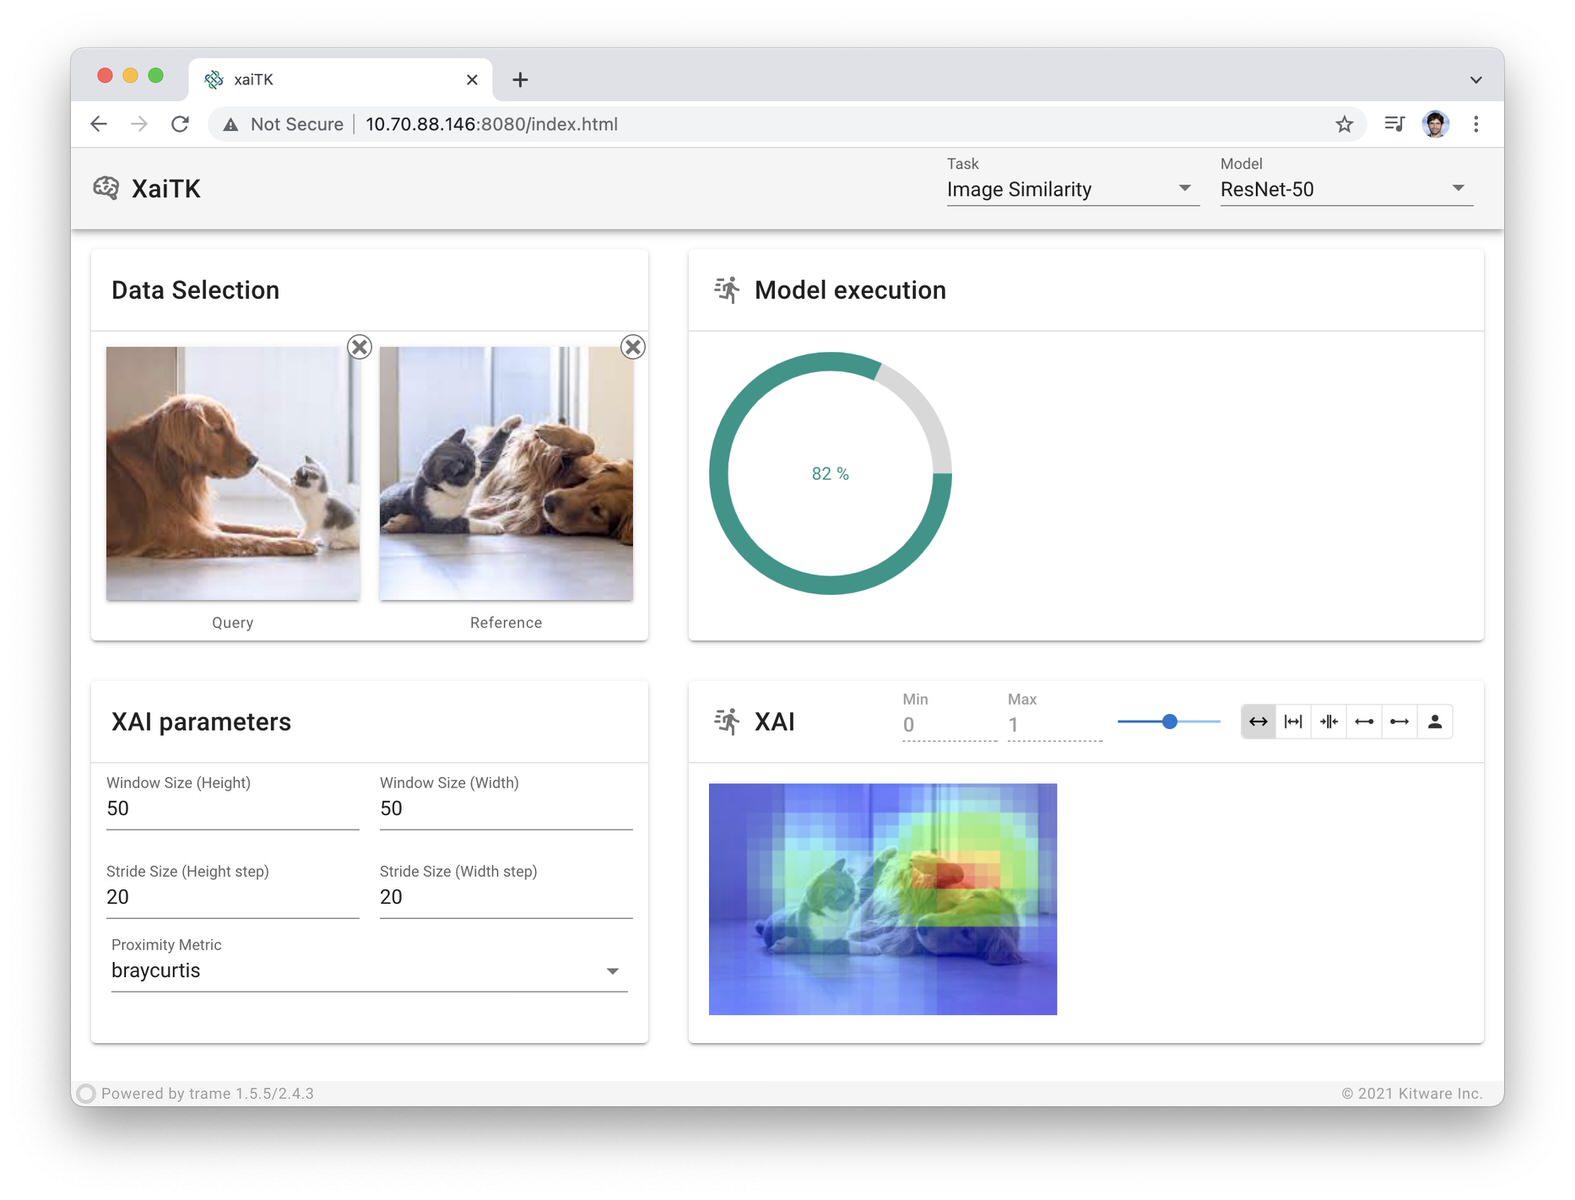 xaiTK
Not Secure
10.70.88.146:8080/index.html
XaiTK
Task
Image Similarity
Model
ResNet-50
Data Selection
Query
Reference
Model execution
82 %
XAI parameters
Window Size (Height)
50
Window Size (Width)
50
Stride Size (Height step)
20
Stride Size (Width step)
20
Proximity Metric
braycurtis
XAI
Min
0
Max
1
Powered by trame 1.5.5/2.4.3
© 2021 Kitware Inc.